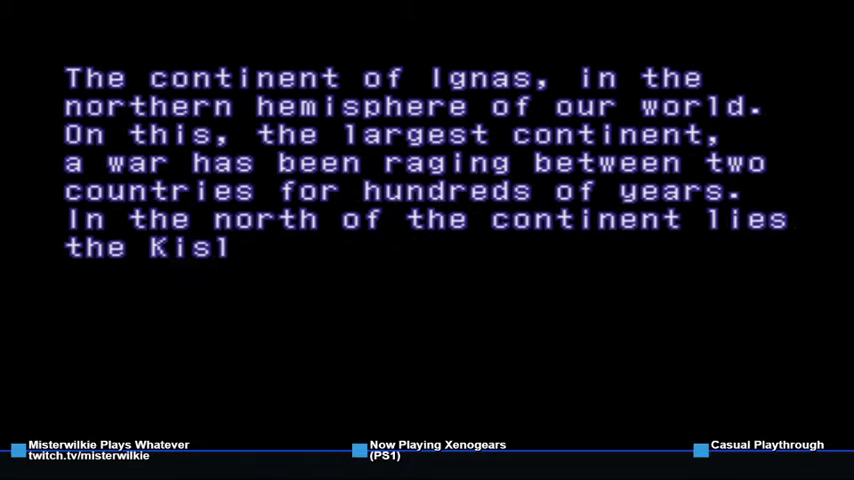 The continent of Ignas, in the
northern hemisphere of our world.
On this, the largest continent,
a war has been raging between two
countries for hundreds of years.
In the north of the continent lies
the Kisl
Misterwilkie Plays Whatever
twitch.tv/misterwilkie
Now Playing Xenogears
(PS1)
Casual Playthrough